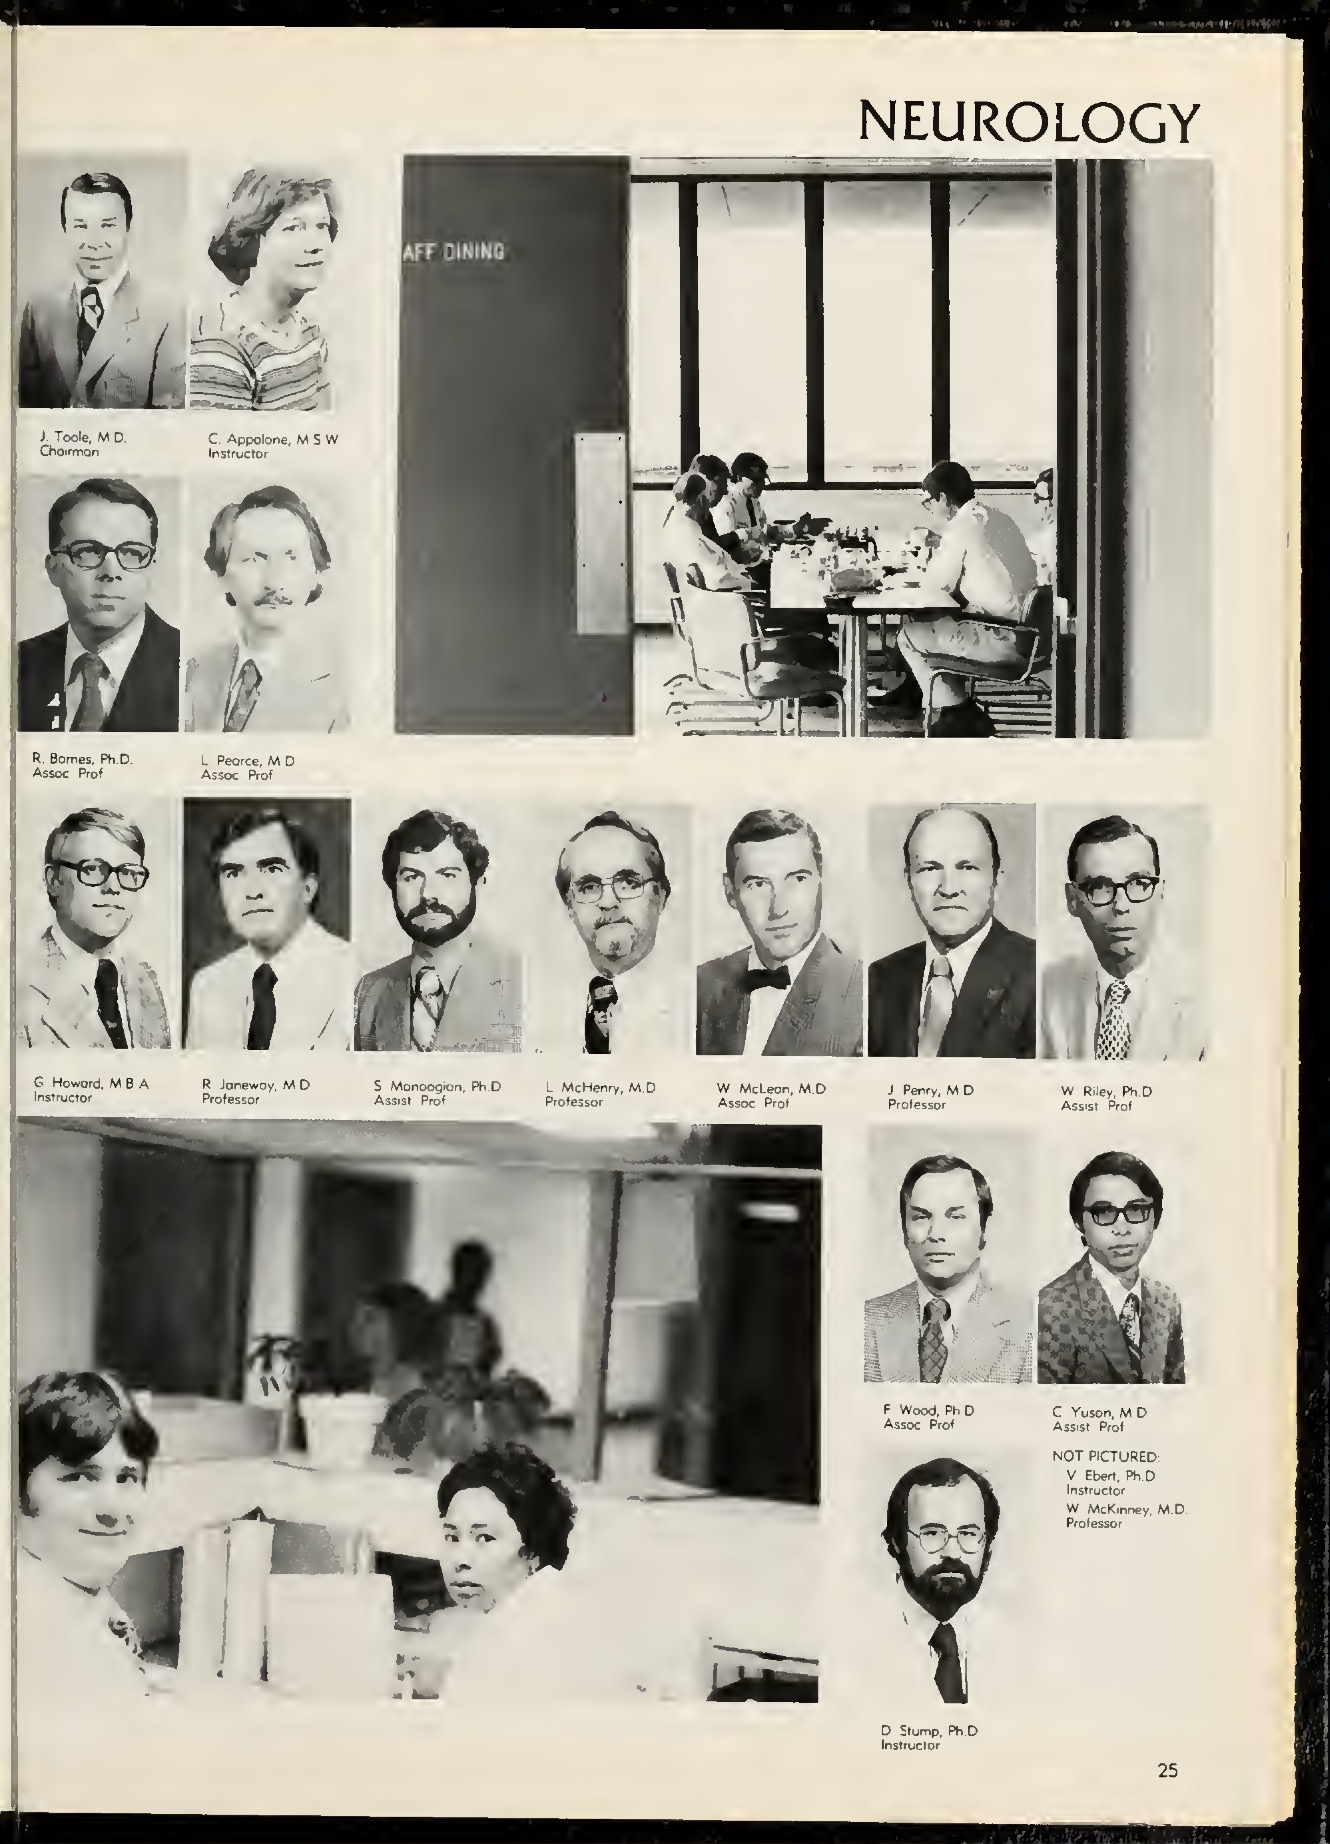 NEUROLOGY
AFF DINING
J. Toole, M D.
Chairman
C. Appolone, M S W
Instructor
R. Barnes, Ph.D.
Assoc Prof
L Pearce, M D
Assoc Prof
G Howard, M B A
Instructor
R Janeway, M D
Professor
S Manoogian, Ph.D
Assist Prof
L McHenry, M.D
Professor
W McLean, M.D
Assoc Prof
J Penry, M D
Professor
W Riley, Ph.D
Assist Prof
F Wood, Ph D
Assoc Prof
C Yuson, M D
Assist Prof
NOT PICTURED:
V Ebert, Ph.D
Instructor
W McKinney, M.D.
Professor
D Stump, Ph.D
Instructor
25